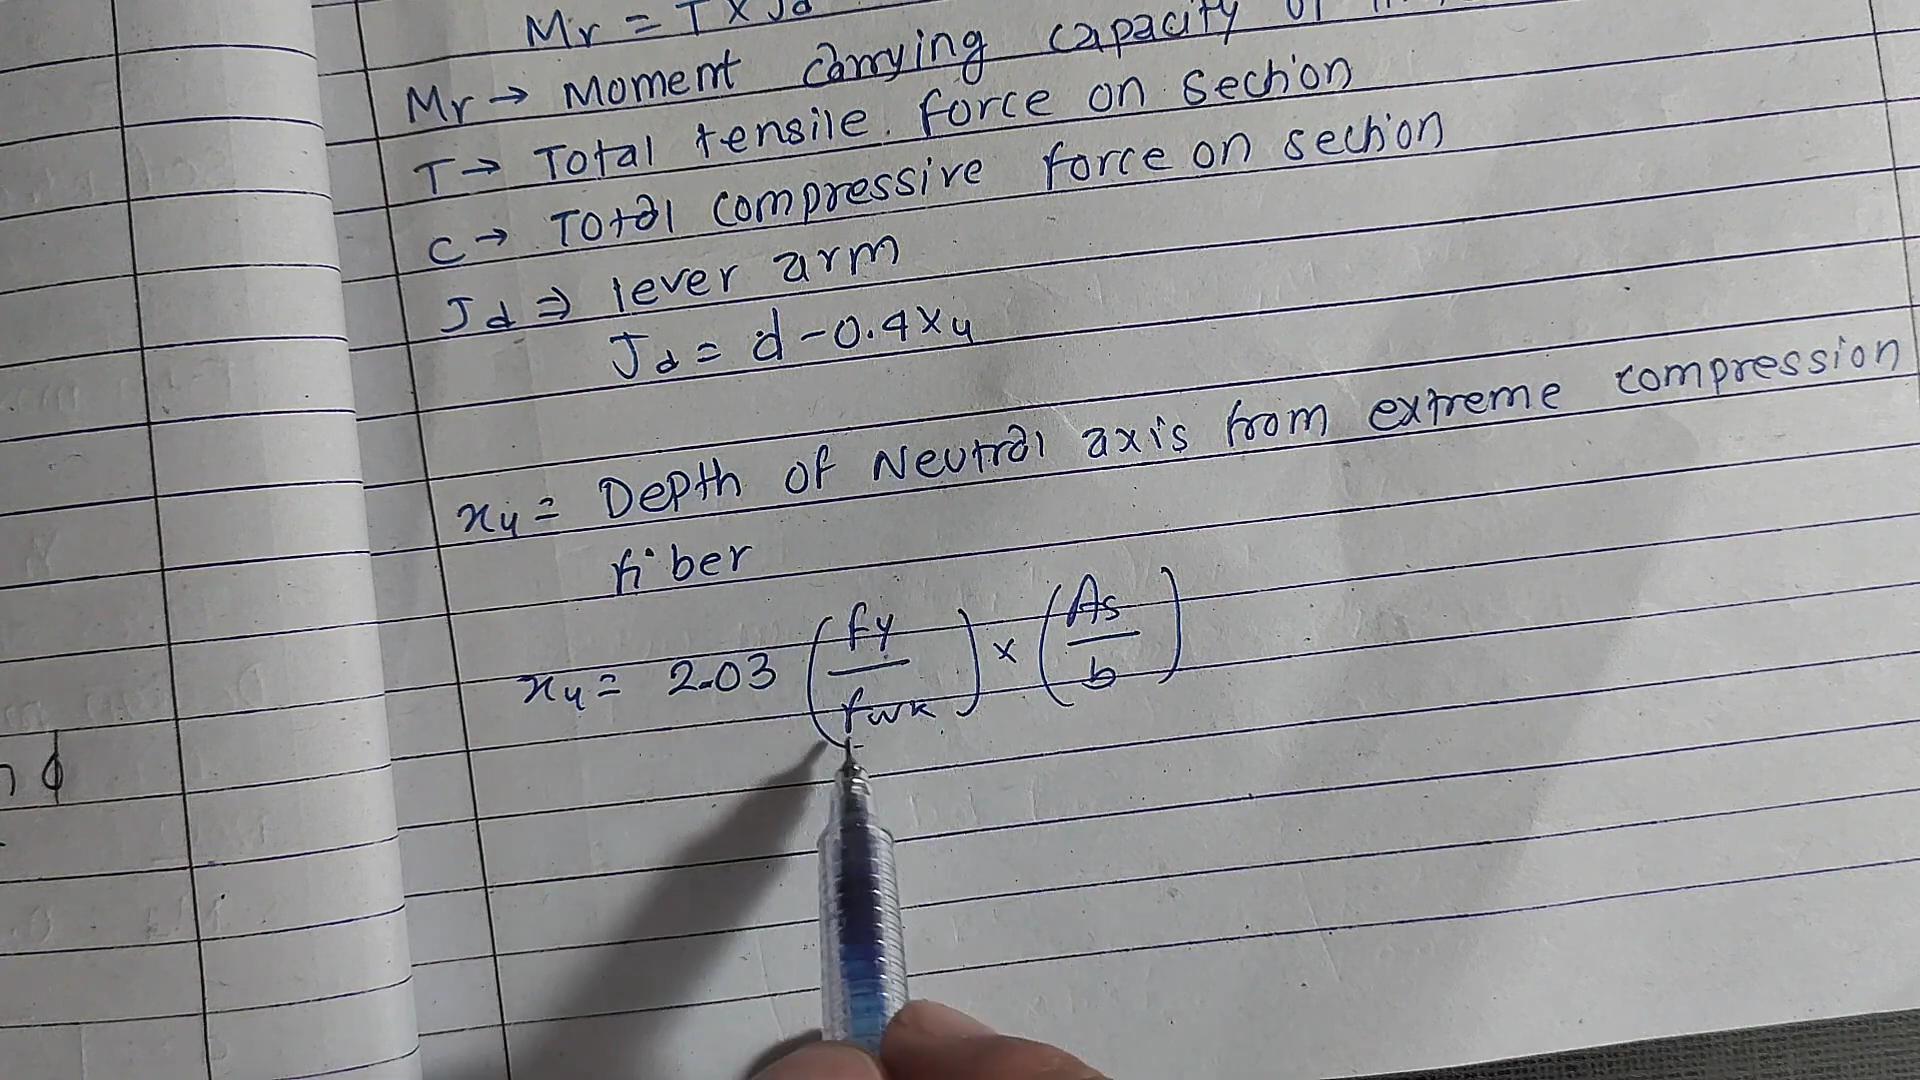 Mr = T x Jd
Mr → Moment carrying capacity of
T → Total tensile force on section
C → Total compressive force on section
Jd ⇒ lever arm
Jd = d - 0.4xu
xu = Depth of Neutral axis from extreme compression
fiber
xu = 2.03 (fy / fwk) x (As / b)